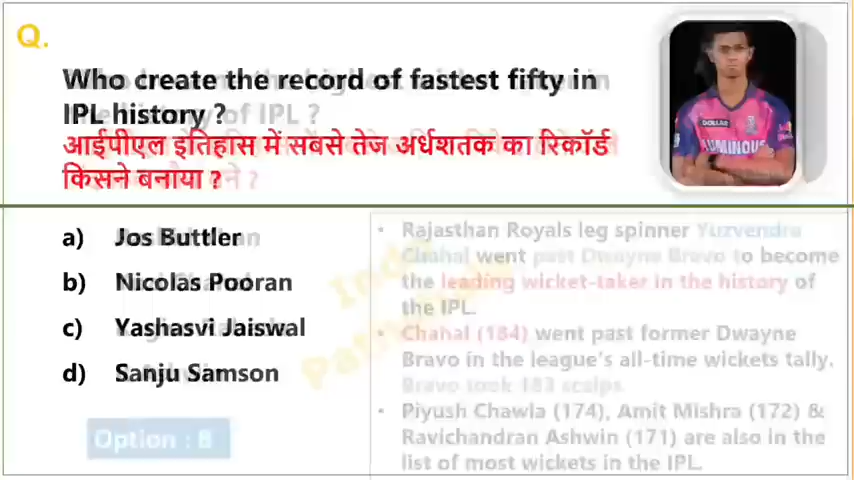 Q.
Who create the record of fastest fifty in
IPL history ?
आईपीएल इतिहास में सबसे तेज अर्धशतक का रिकॉर्ड
किसने बनाया ?
DOLLAR
LUMINOUS
a) Jos Buttler
b) Nicolas Pooran
c) Yashasvi Jaiswal
d) Sanju Samson
Option : B
• Rajasthan Royals leg spinner Yuzvendra
Chahal went past Dwayne Bravo to become
the leading wicket-taker in the history of
the IPL.
• Chahal (184) went past former Dwayne
Bravo in the league's all-time wickets tally.
Bravo took 183 scalps.
• Piyush Chawla (174), Amit Mishra (172) &
Ravichandran Ashwin (171) are also in the
list of most wickets in the IPL.